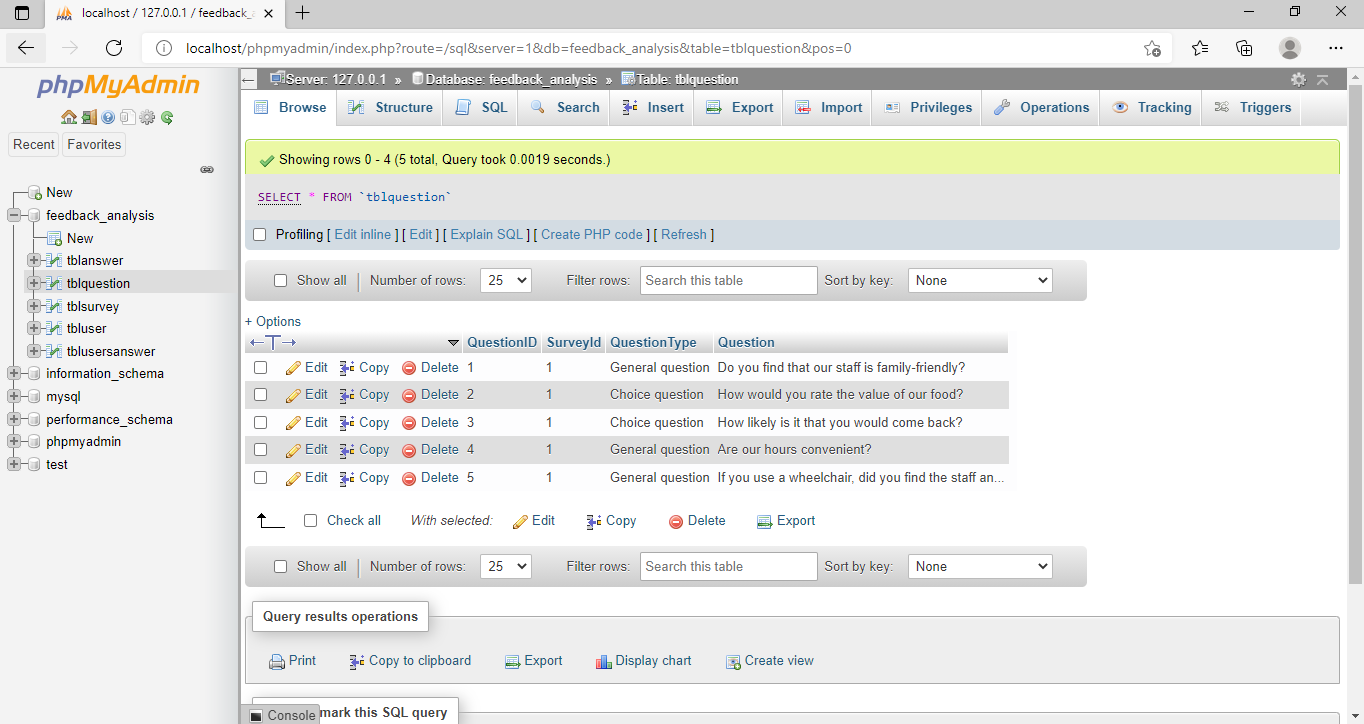 localhost / 127.0.0.1 / feedback_
localhost/phpmyadmin/index.php?route=/sql&server=1&db=feedback_analysis&table=tblquestion&pos=0
phpMyAdmin
Recent Favorites
New
feedback_analysis
New
tblanswer
tblquestion
tblsurvey
tbluser
tblusersanswer
information_schema
mysql
performance_schema
phpmyadmin
test
Server: 127.0.0.1 » Database: feedback_analysis » Table: tblquestion
Browse Structure SQL Search Insert Export Import Privileges Operations Tracking Triggers
Showing rows 0 - 4 (5 total, Query took 0.0019 seconds.)
SELECT * FROM `tblquestion`
Profiling [ Edit inline ] [ Edit ] [ Explain SQL ] [ Create PHP code ] [ Refresh ]
Show all Number of rows: 25 Filter rows: Search this table Sort by key: None
+ Options
QuestionID SurveyId QuestionType Question
Edit Copy Delete 1 1 General question Do you find that our staff is family-friendly?
Edit Copy Delete 2 1 Choice question How would you rate the value of our food?
Edit Copy Delete 3 1 Choice question How likely is it that you would come back?
Edit Copy Delete 4 1 General question Are our hours convenient?
Edit Copy Delete 5 1 General question If you use a wheelchair, did you find the staff an...
Check all With selected: Edit Copy Delete Export
Show all Number of rows: 25 Filter rows: Search this table Sort by key: None
Query results operations
Print Copy to clipboard Export Display chart Create view
Console mark this SQL query